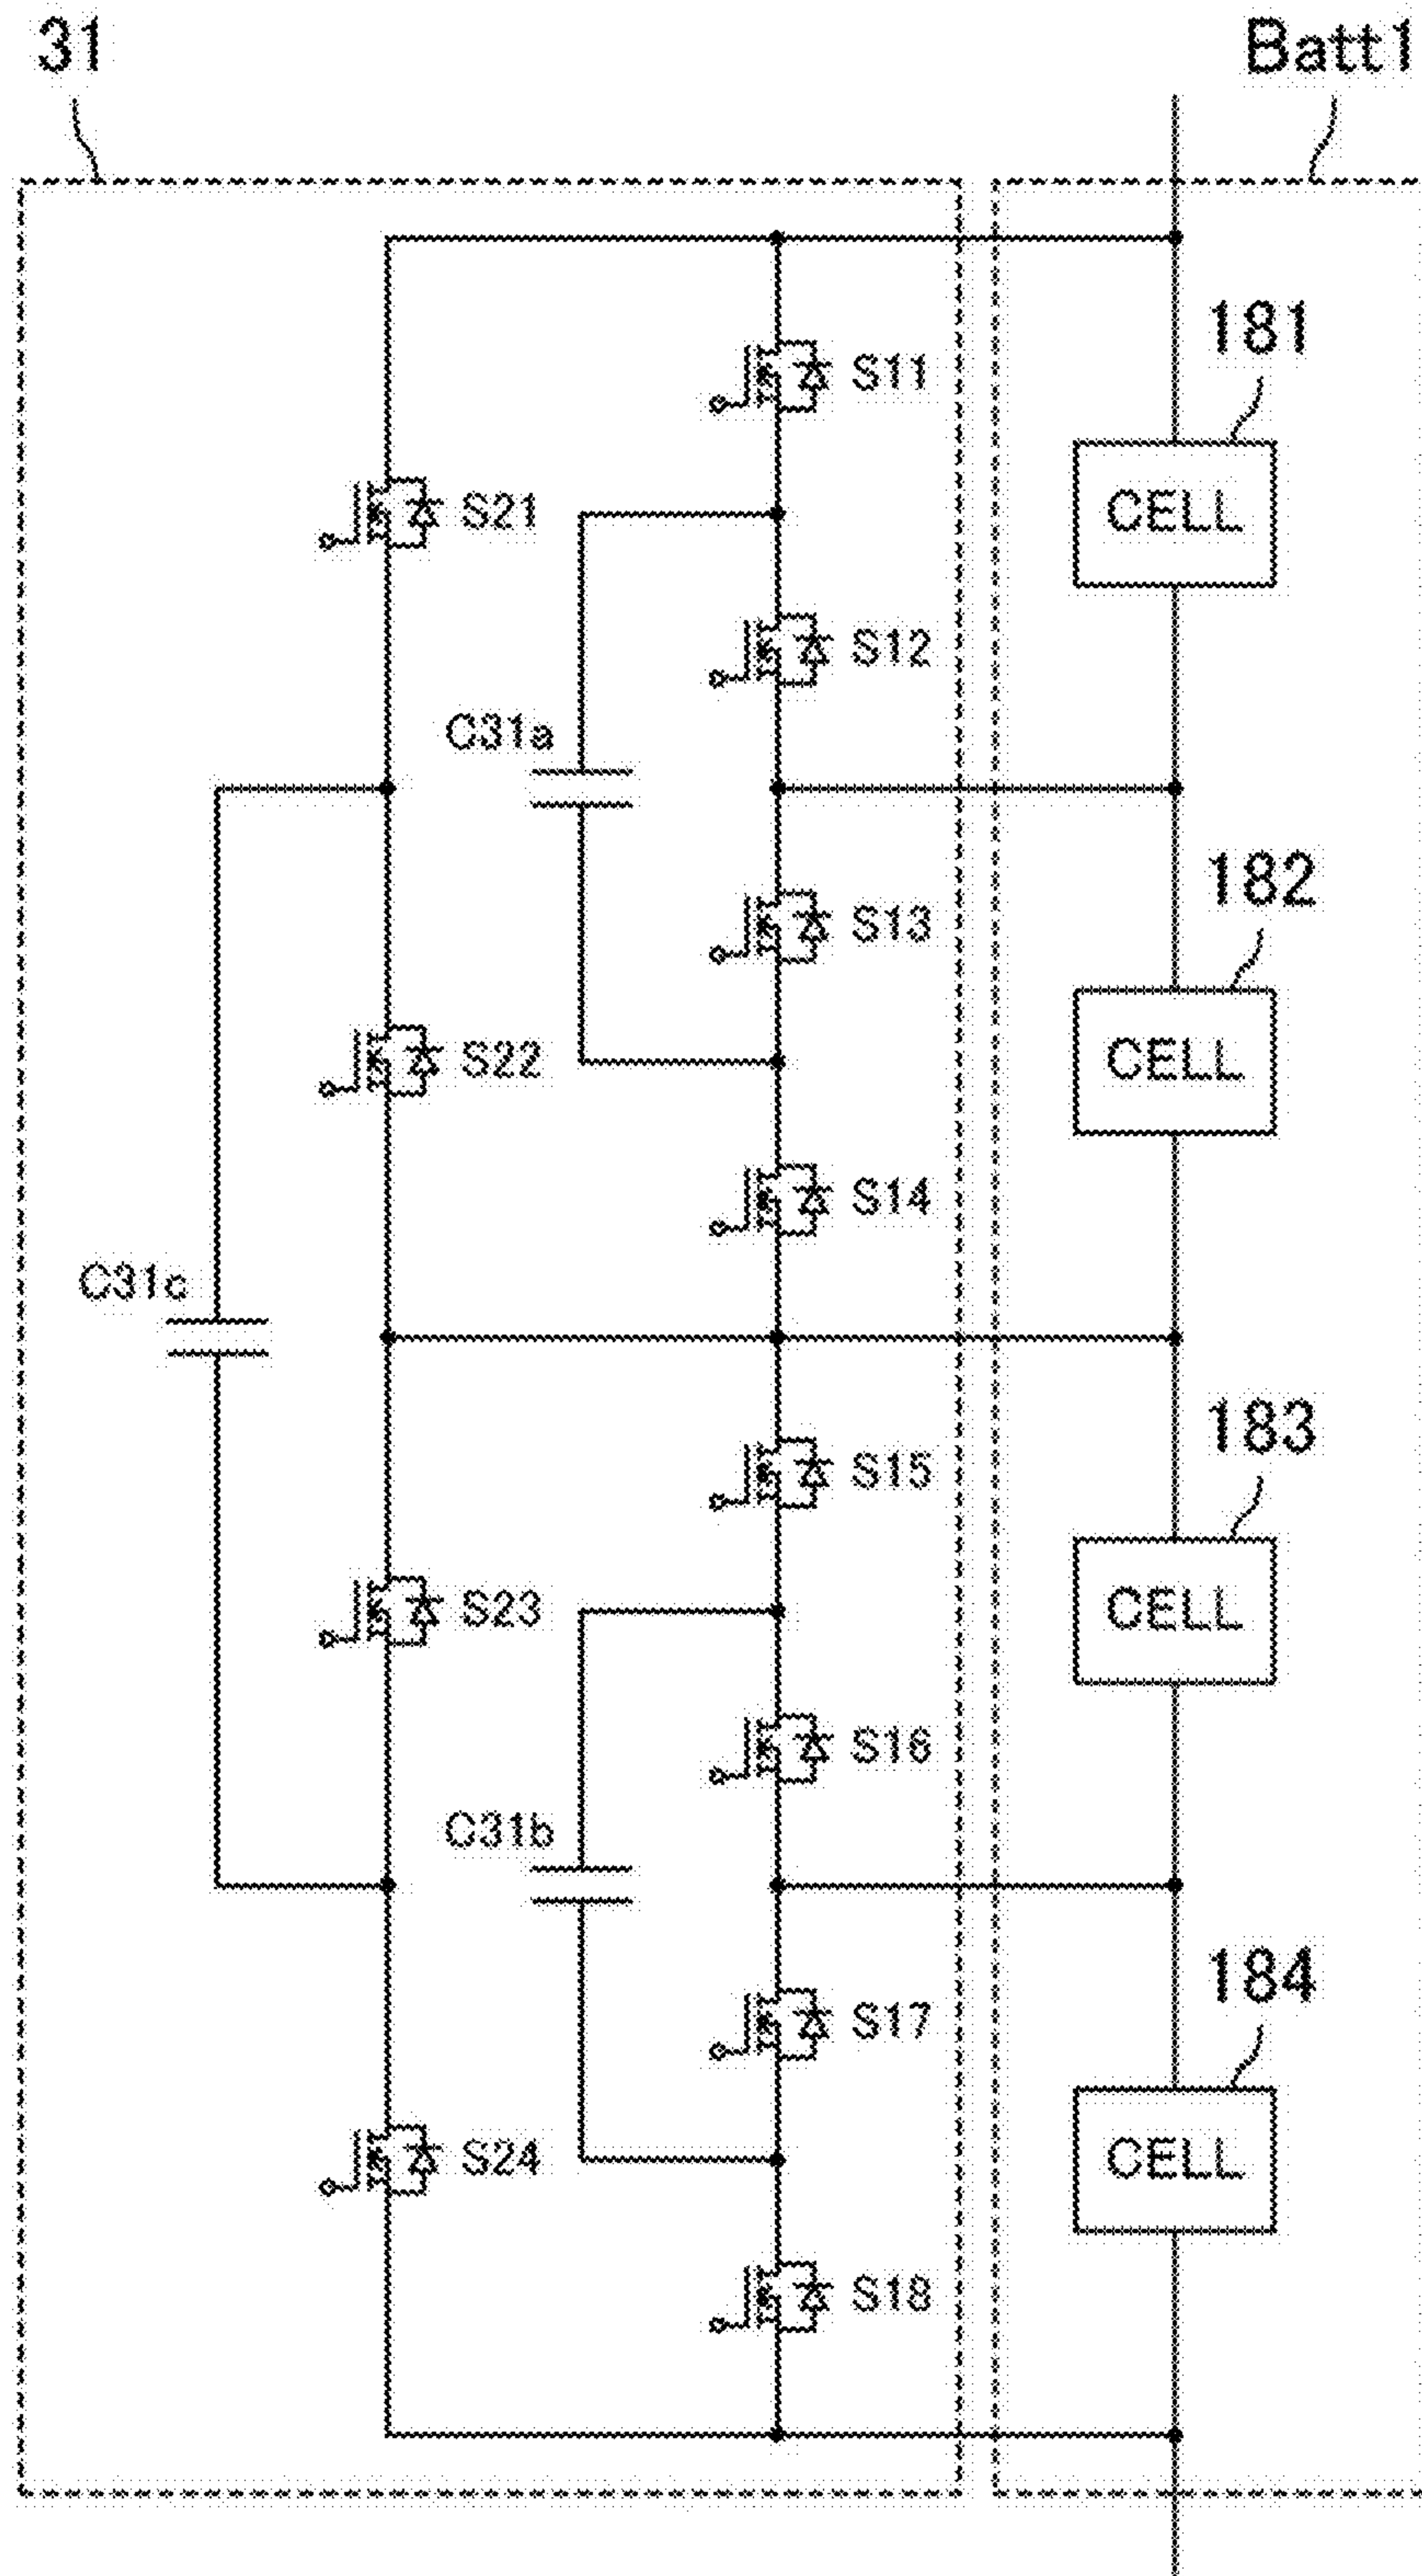 31
Batt1
S11
181
CELL
S21
S12
C31a
182
S13
CELL
S22
S14
C31c
183
S15
CELL
S23
S16
C31b
184
S17
CELL
S24
S18